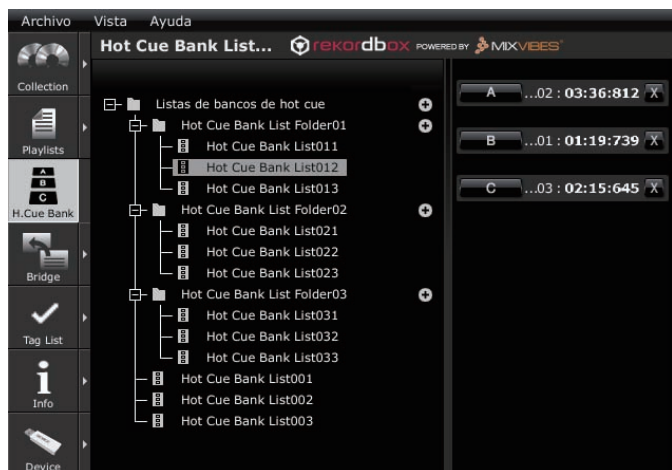 Archivo Vista Ayuda
Hot Cue Bank List... rekordbox POWERED BY MIXVIBES
Collection
Playlists
A
B
C
H.Cue Bank
Bridge
Tag List
Info
Device
Listas de bancos de hot cue
Hot Cue Bank List Folder01
Hot Cue Bank List011
Hot Cue Bank List012
Hot Cue Bank List013
Hot Cue Bank List Folder02
Hot Cue Bank List021
Hot Cue Bank List022
Hot Cue Bank List023
Hot Cue Bank List Folder03
Hot Cue Bank List031
Hot Cue Bank List032
Hot Cue Bank List033
Hot Cue Bank List001
Hot Cue Bank List002
Hot Cue Bank List003
A ...02 : 03:36:812 X
B ...01 : 01:19:739 X
C ...03 : 02:15:645 X